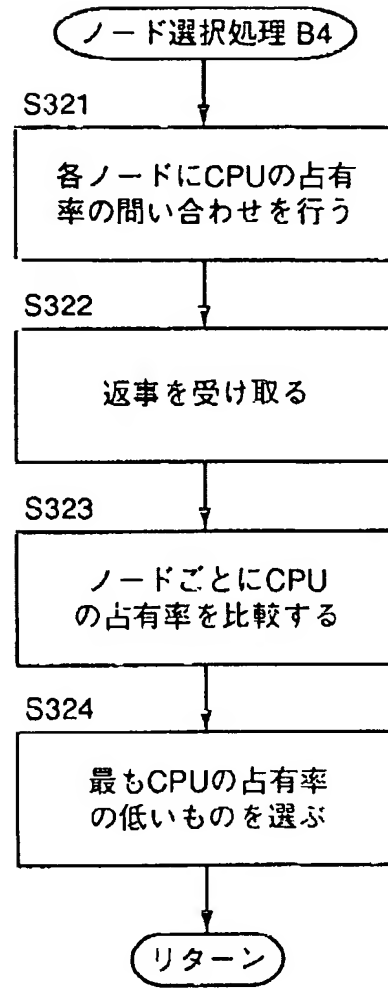 ノード選択処理 B4
S321
各ノードにCPUの占有
率の問い合わせを行う
S322
返事を受け取る
S323
ノードごとにCPU
の占有率を比較する
S324
最もCPUの占有率
の低いものを選ぶ
リターン